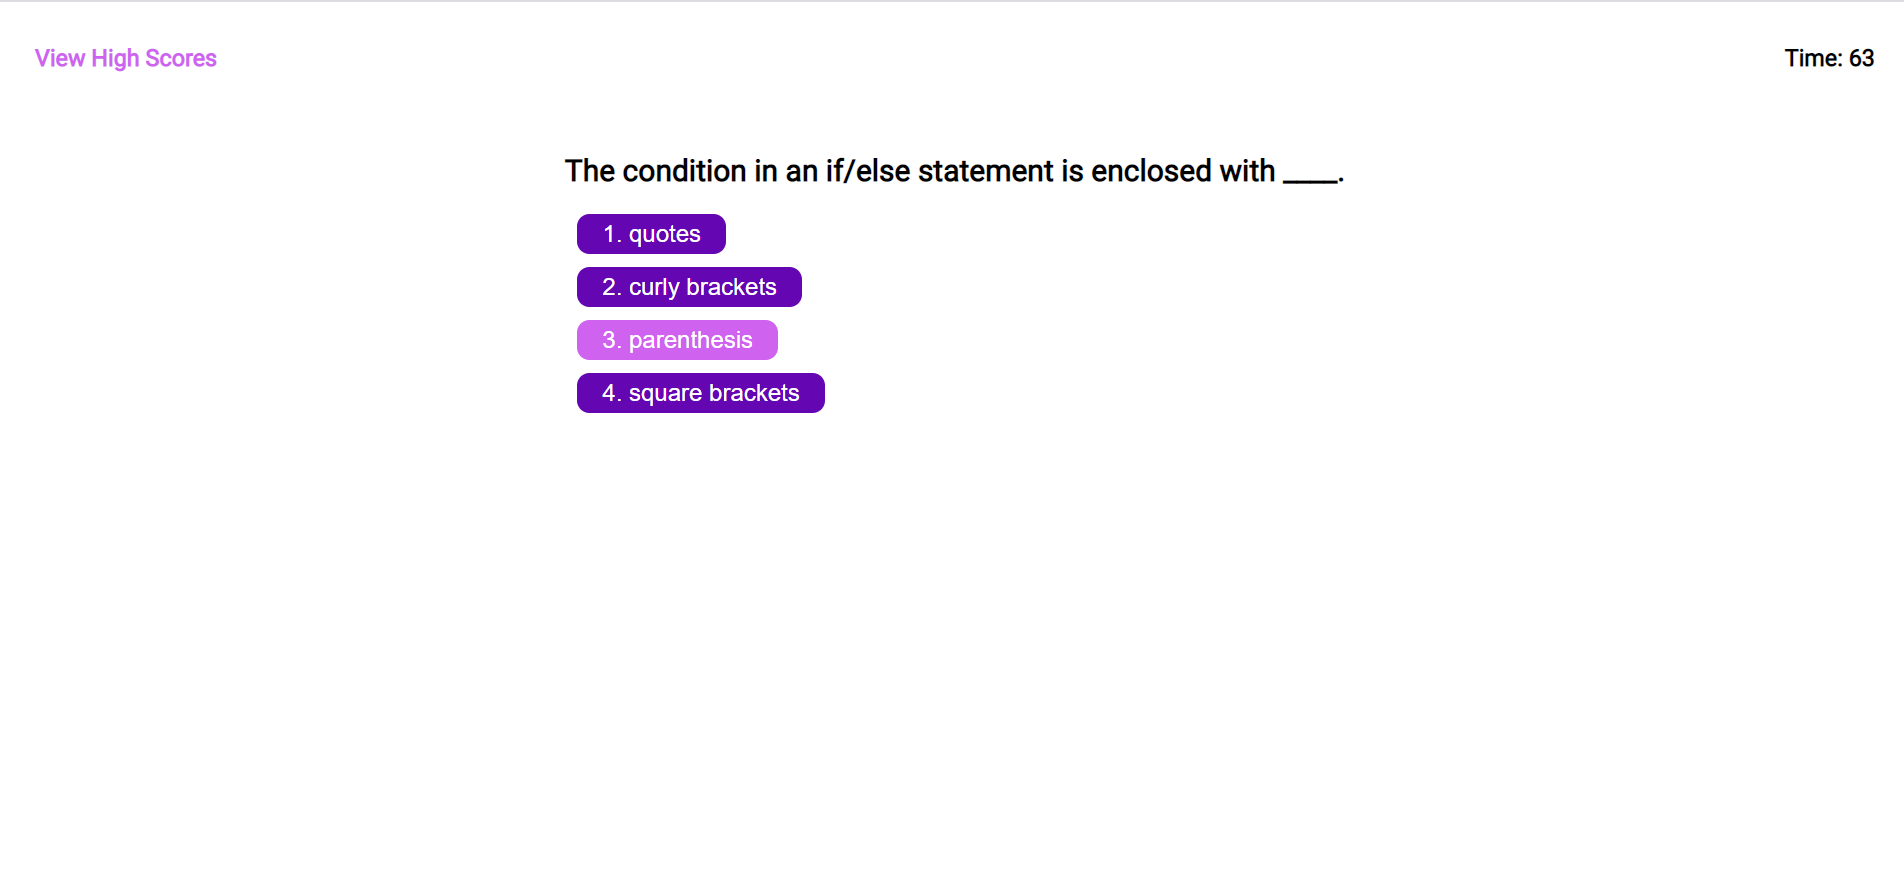 View High Scores
Time: 63
The condition in an if/else statement is enclosed with ____.
1. quotes
2. curly brackets
3. parenthesis
4. square brackets